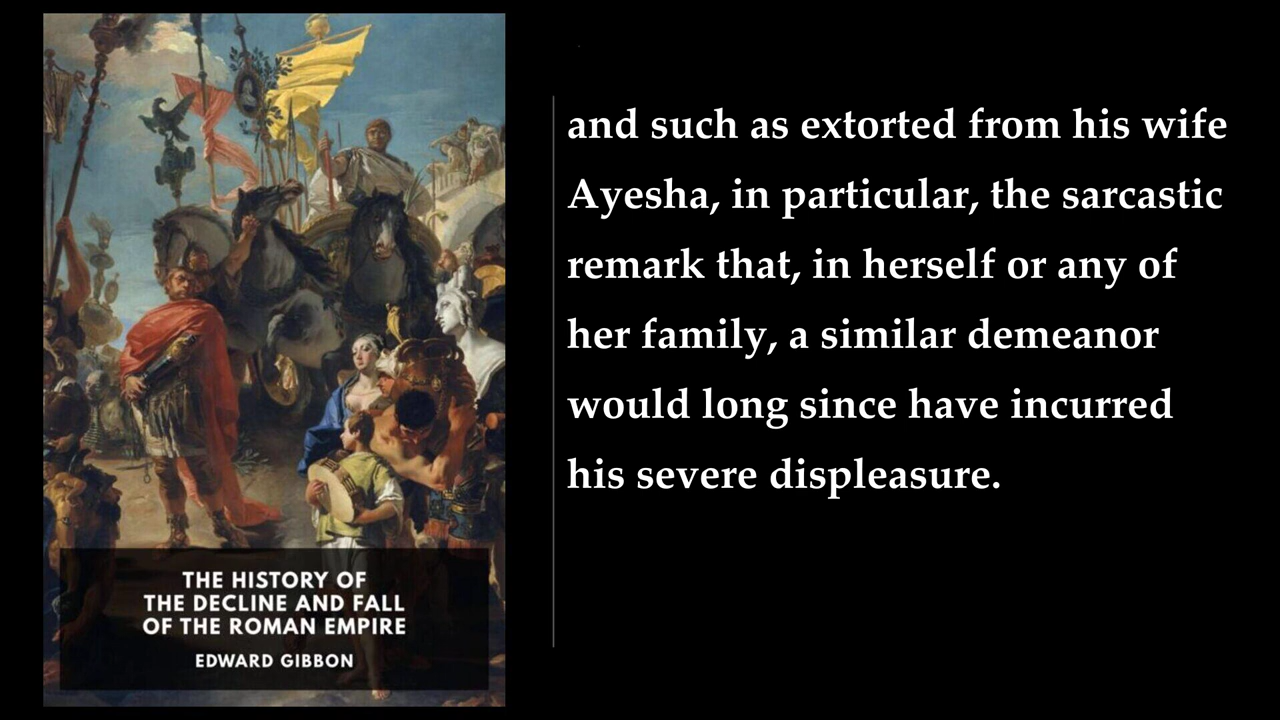 and such as extorted from his wife
Ayesha, in particular, the sarcastic
remark that, in herself or any of
her family, a similar demeanor
would long since have incurred
his severe displeasure.
THE HISTORY OF
THE DECLINE AND FALL
OF THE ROMAN EMPIRE
EDWARD GIBBON